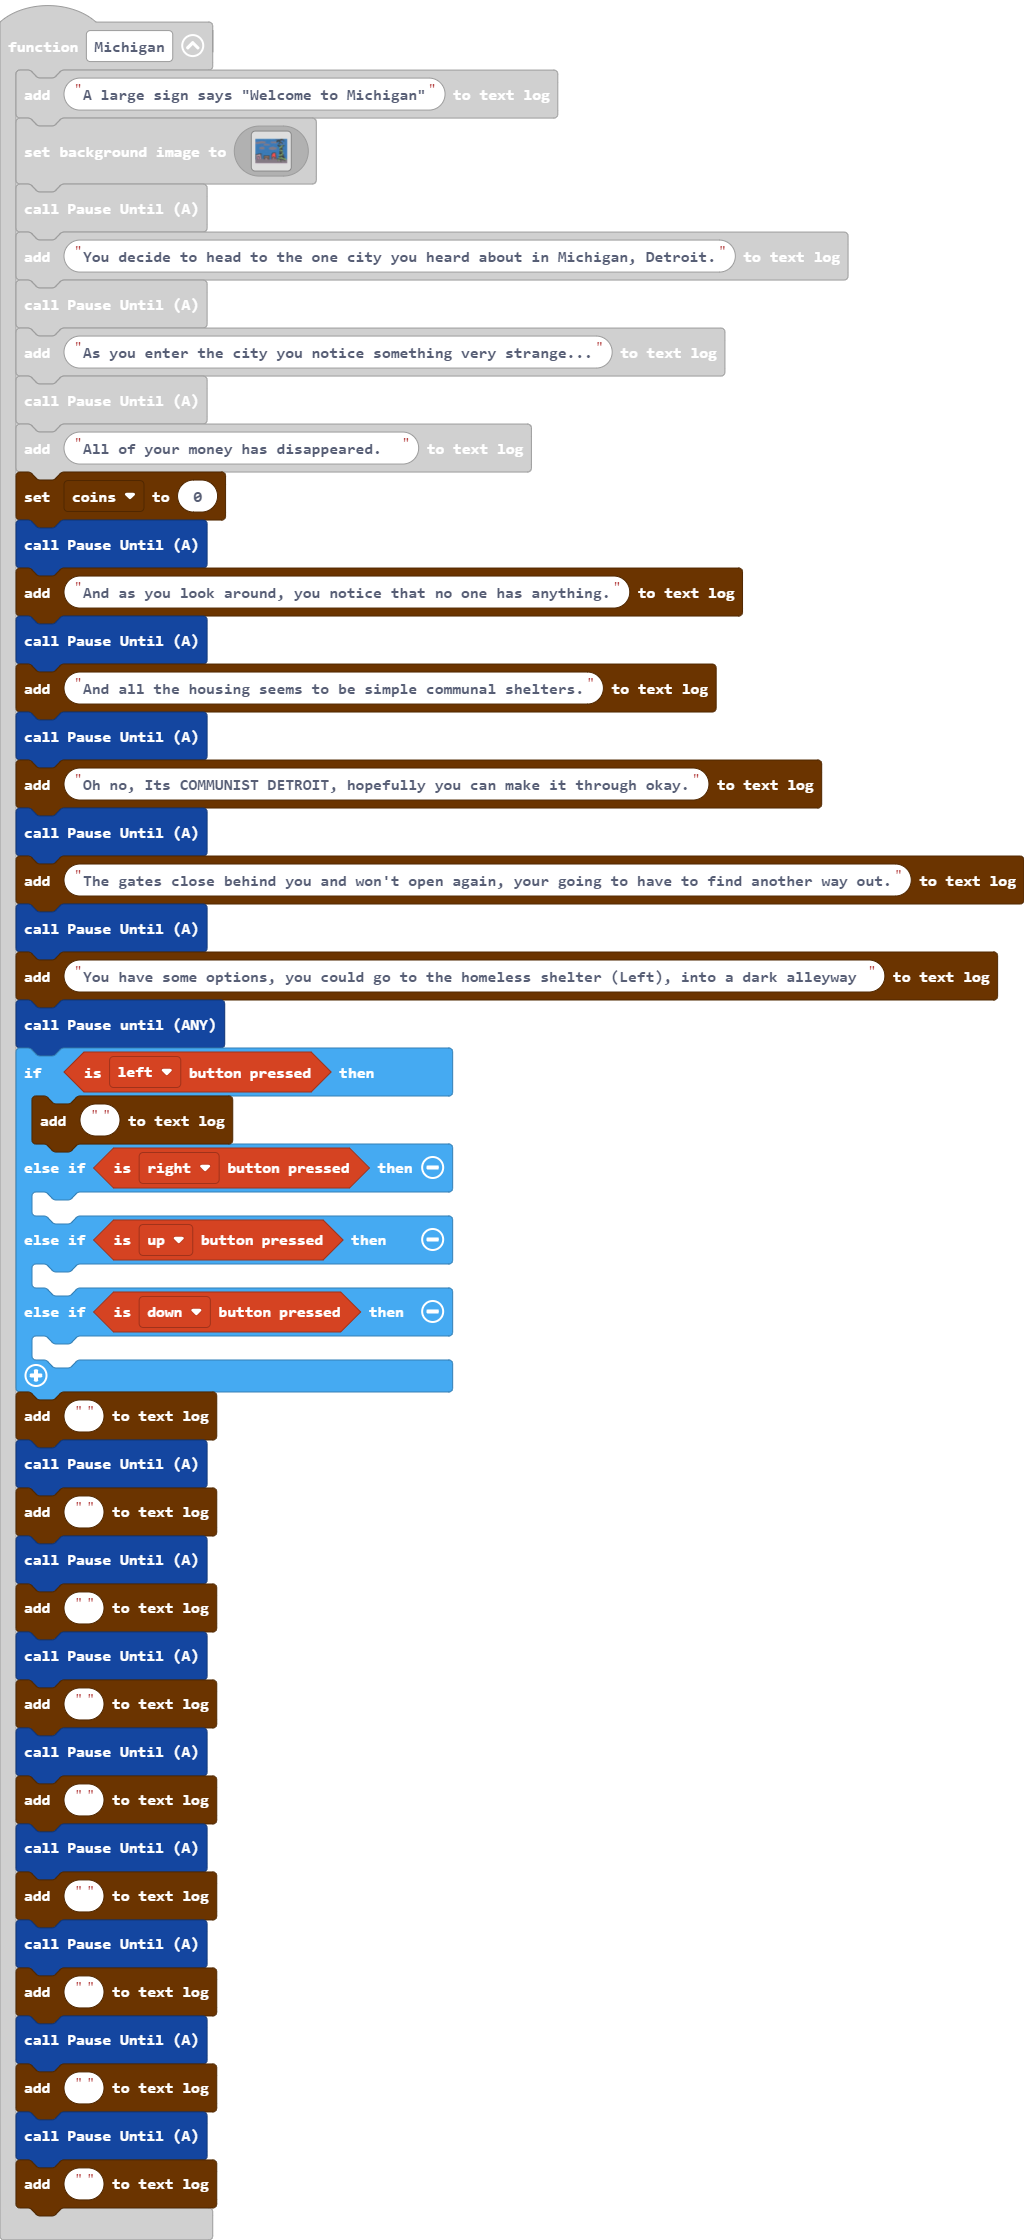 function Michigan
add "A large sign says "Welcome to Michigan"" to text log
set background image to
call Pause Until (A)
add "You decide to head to the one city you heard about in Michigan, Detroit." to text log
call Pause Until (A)
add "As you enter the city you notice something very strange..." to text log
call Pause Until (A)
add "All of your money has disappeared. " to text log
set coins to 0
call Pause Until (A)
add "And as you look around, you notice that no one has anything." to text log
call Pause Until (A)
add "And all the housing seems to be simple communal shelters." to text log
call Pause Until (A)
add "Oh no, Its COMMUNIST DETROIT, hopefully you can make it through okay." to text log
call Pause Until (A)
add "The gates close behind you and won't open again, your going to have to find another way out." to text log
call Pause Until (A)
add "You have some options, you could go to the homeless shelter (Left), into a dark alleyway " to text log
call Pause until (ANY)
if is left button pressed then
add "" to text log
else if is right button pressed then
else if is up button pressed then
else if is down button pressed then
add "" to text log
call Pause Until (A)
add "" to text log
call Pause Until (A)
add "" to text log
call Pause Until (A)
add "" to text log
call Pause Until (A)
add "" to text log
call Pause Until (A)
add "" to text log
call Pause Until (A)
add "" to text log
call Pause Until (A)
add "" to text log
call Pause Until (A)
add "" to text log